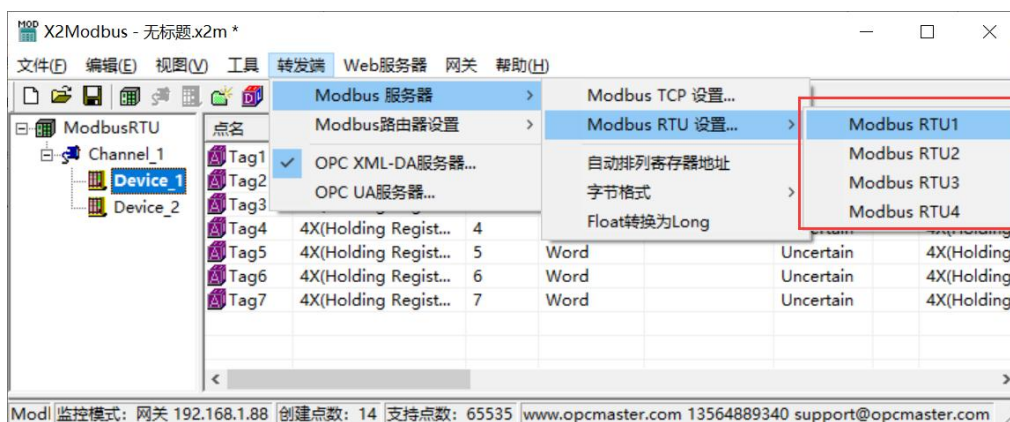 MOD X2Modbus - 无标题.x2m *
文件(F) 编辑(E) 视图(V) 工具 转发端 Web服务器 网关 帮助(H)
Modbus 服务器
Modbus路由器设置
OPC XML-DA服务器...
OPC UA服务器...
Modbus TCP 设置...
Modbus RTU 设置...
自动排列寄存器地址
字节格式
Float转换为Long
Modbus RTU1
Modbus RTU2
Modbus RTU3
Modbus RTU4
ModbusRTU
Channel_1
Device_1
Device_2
点名
Tag1
Tag2
Tag3
Tag4 4X(Holding Regist... 4
Tag5 4X(Holding Regist... 5 Word Uncertain 4X(Holding
Tag6 4X(Holding Regist... 6 Word Uncertain 4X(Holding
Tag7 4X(Holding Regist... 7 Word Uncertain 4X(Holding
Modl 监控模式: 网关 192.168.1.88 创建点数: 14 支持点数: 65535 www.opcmaster.com 13564889340 support@opcmaster.com